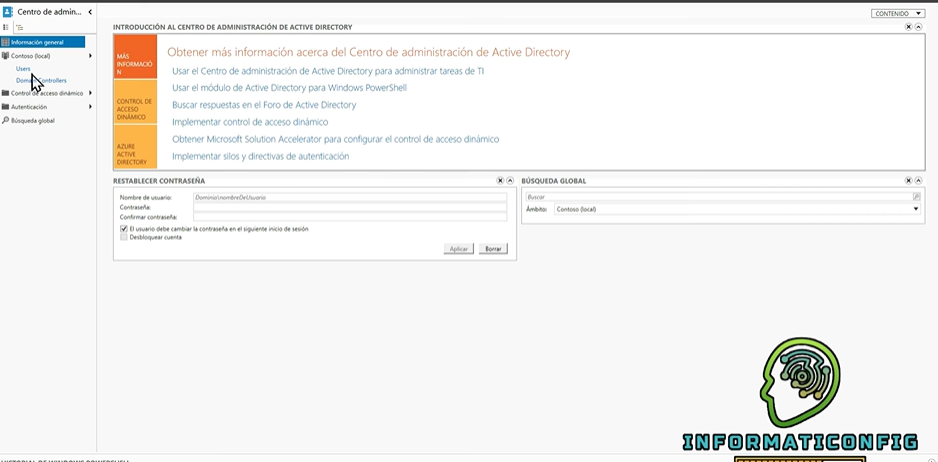 Centro de admin...
CONTENIDO
INTRODUCCIÓN AL CENTRO DE ADMINISTRACIÓN DE ACTIVE DIRECTORY
Información general
Contoso (local)
Users
Domain Controllers
Control de acceso dinámico
Autenticación
Búsqueda global
MÁS
INFORMACIÓ
N
CONTROL DE
ACCESO
DINÁMICO
AZURE
ACTIVE
DIRECTORY
Obtener más información acerca del Centro de administración de Active Directory
Usar el Centro de administración de Active Directory para administrar tareas de TI
Usar el módulo de Active Directory para Windows PowerShell
Buscar respuestas en el Foro de Active Directory
Implementar control de acceso dinámico
Obtener Microsoft Solution Accelerator para configurar el control de acceso dinámico
Implementar silos y directivas de autenticación
RESTABLECER CONTRASEÑA
Nombre de usuario: Dominio\nombreDeUsuario
Contraseña:
Confirmar contraseña:
El usuario debe cambiar la contraseña en el siguiente inicio de sesión
Desbloquear cuenta
Aplicar Borrar
BÚSQUEDA GLOBAL
Buscar
Ámbito: Contoso (local)
INFORMATICONFIG
HISTORIAL DE WINDOWS POWERSHELL